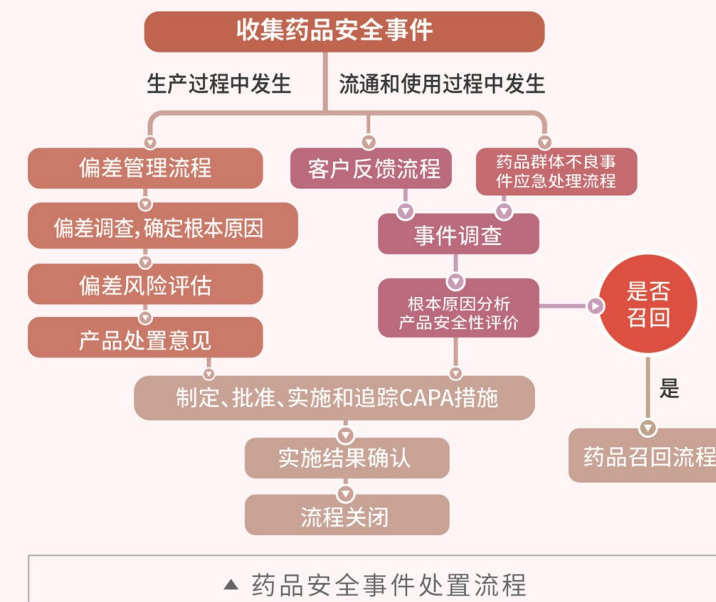 收集药品安全事件
生产过程中发生
流通和使用过程中发生
偏差管理流程
客户反馈流程
药品群体不良事
件应急处理流程
偏差调查,确定根本原因
事件调查
偏差风险评估
根本原因分析
产品安全性评价
是否
召回
产品处置意见
是
制定、批准、实施和追踪CAPA措施
实施结果确认
药品召回流程
流程关闭
▲ 药品安全事件处置流程